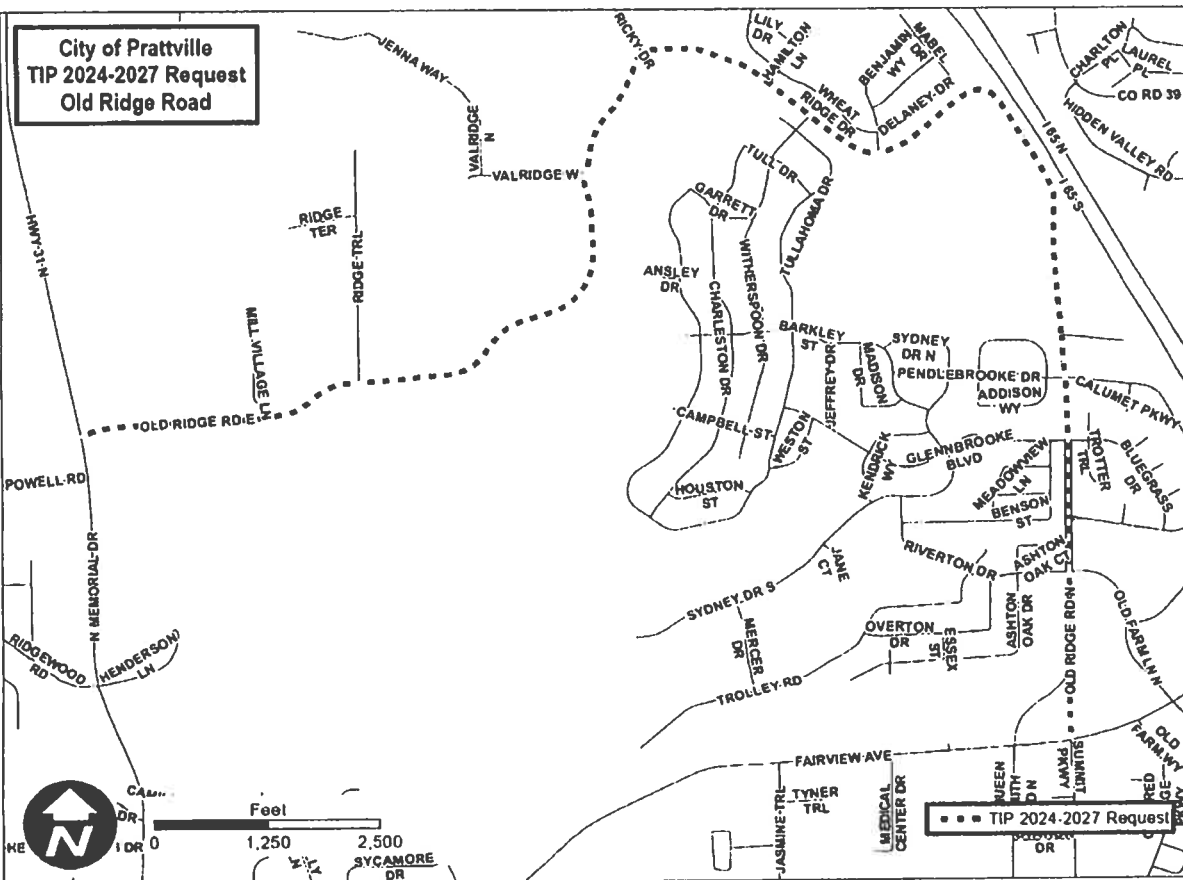 City of Prattville
TIP 2024-2027 Request
Old Ridge Road
JENNA WAY
RICKY DR
LILY
DR
HAMILTON
LN
BENJAMIN
WY
MABEL
DR
CHARLTON
PL
LAUREL
PL
CO RD 39
HIDDEN VALLEY RD
WHEAT
RIDGE DR
DELANEY DR
I 65 N
I 65 S
VALRIDGE
N
VALRIDGE W
TULL DR
GARRETT
DR
TULLAHOMA DR
HWY 31 N
RIDGE
TER
RIDGE TRL
ANSLEY
DR
CHARLESTON DR
WITHERSPOON DR
MILL VILLAGE LN
BARKLEY
ST
JEFFREY DR
MADISON
DR
SYDNEY
DR N
PENDLEBROOKE DR
ADDISON
WY
CALUMET PKWY
OLD RIDGE RD E
CAMPBELL ST
WESTON
ST
KENDRICK
WY
GLENNBROOKE
BLVD
MEADOWVIEW
LN
TROTTER
TRL
BLUEGRASS
DR
POWELL RD
HOUSTON
ST
BENSON
ST
N MEMORIAL DR
JANE
CT
RIVERTON DR
ASHTON
OAK CT
SYDNEY DR S
MERCER
DR
OVERTON
DR
ESSEX
ST
ASHTON
OAK DR
OLD RIDGE RD N
OLD FARM LN N
RIDGEWOOD
RD
HENDERSON
LN
TROLLEY RD
FAIRVIEW AVE
SUMMIT
PKWY
OLD
FARM WY
JASMINE TRL
TYNER
TRL
MEDICAL
CENTER DR
N
Feet
0 1,250 2,500
DR
DR
SYCAMORE
DR
TIP 2024-2027 Request
DR